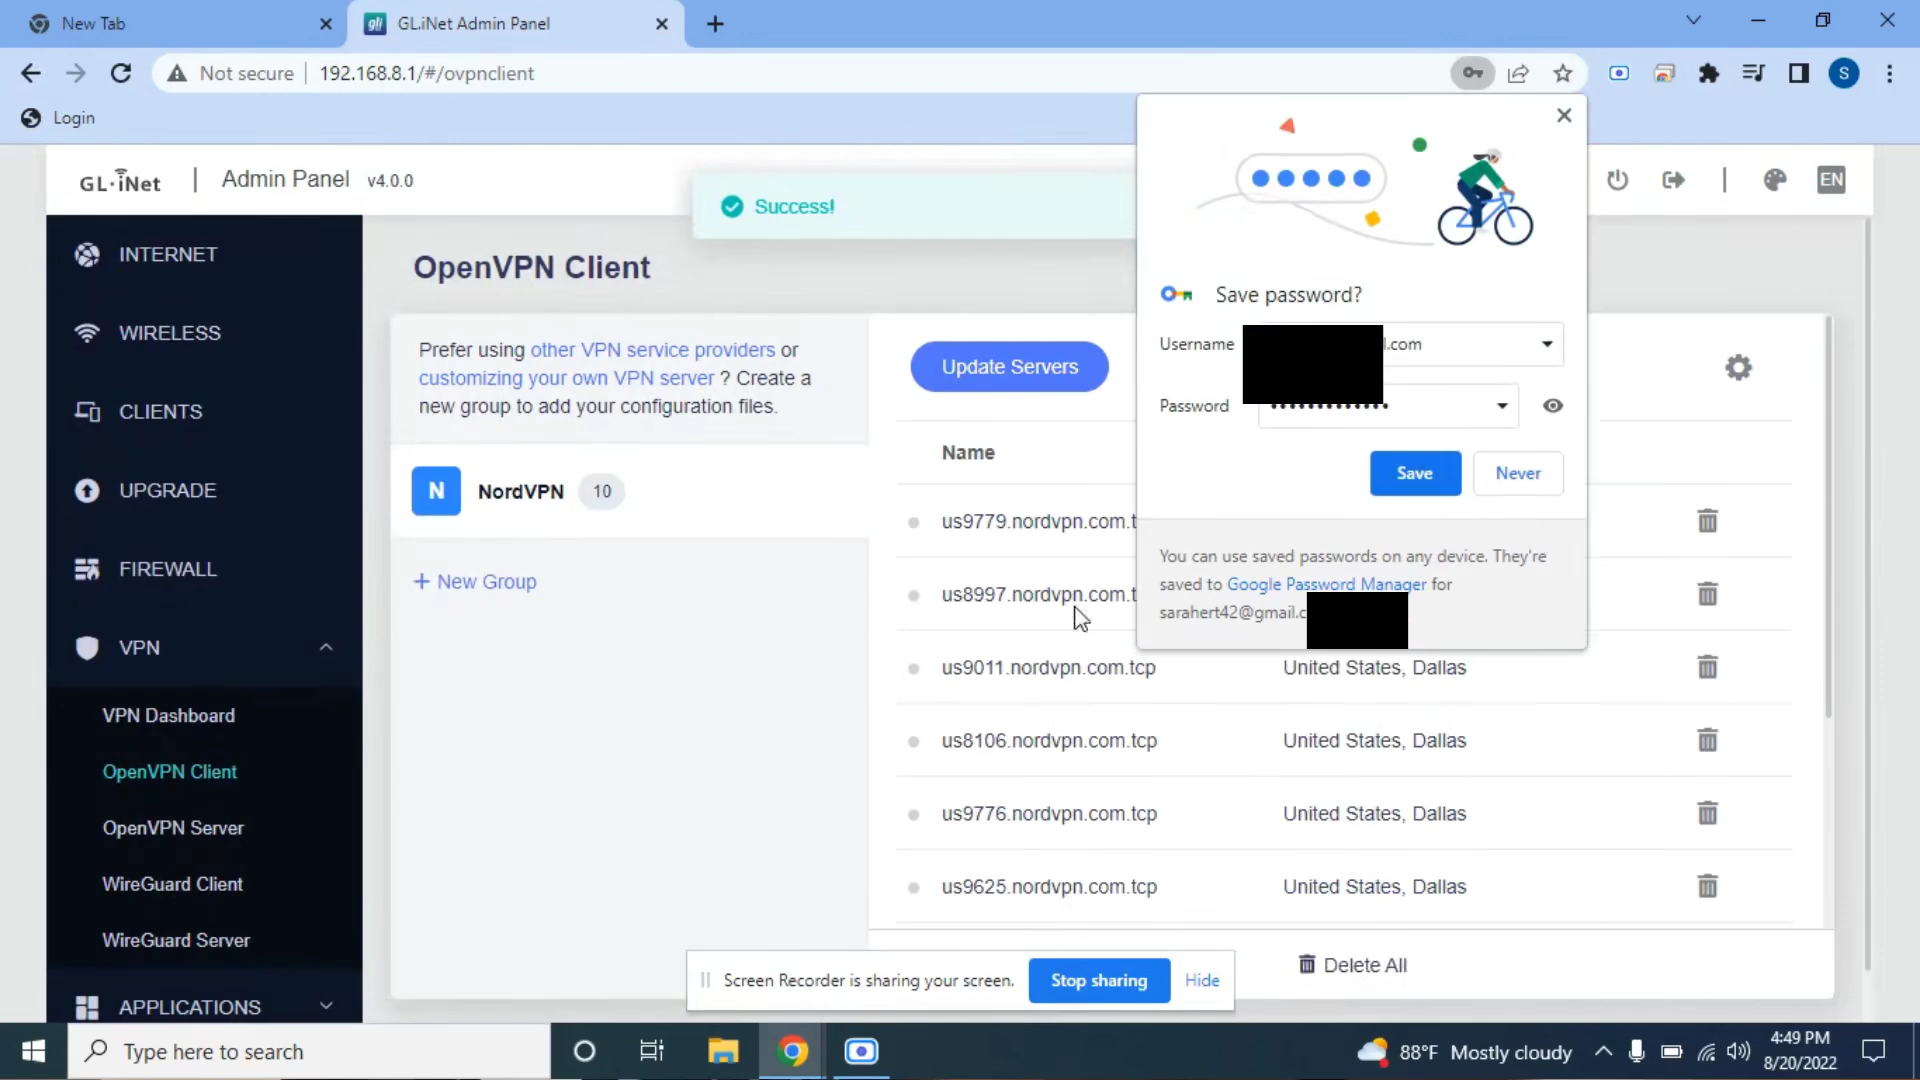 New Tab
gli GL.iNet Admin Panel
Not secure 192.168.8.1/#/ovpnclient
S
Login
GL·iNet | Admin Panel v4.0.0
Success!
EN
INTERNET
WIRELESS
CLIENTS
UPGRADE
FIREWALL
VPN
VPN Dashboard
OpenVPN Client
OpenVPN Server
WireGuard Client
WireGuard Server
APPLICATIONS
OpenVPN Client
Prefer using other VPN service providers or
customizing your own VPN server ? Create a
new group to add your configuration files.
N NordVPN 10
+ New Group
Update Servers
Name
us9779.nordvpn.com.t
us8997.nordvpn.com.t
us9011.nordvpn.com.tcp United States, Dallas
us8106.nordvpn.com.tcp United States, Dallas
us9776.nordvpn.com.tcp United States, Dallas
us9625.nordvpn.com.tcp United States, Dallas
Delete All
Save password?
Username l.com
Password
Save Never
You can use saved passwords on any device. They're
saved to Google Password Manager for
sarahert42@gmail.c
Screen Recorder is sharing your screen. Stop sharing Hide
Type here to search
88°F Mostly cloudy
4:49 PM
8/20/2022